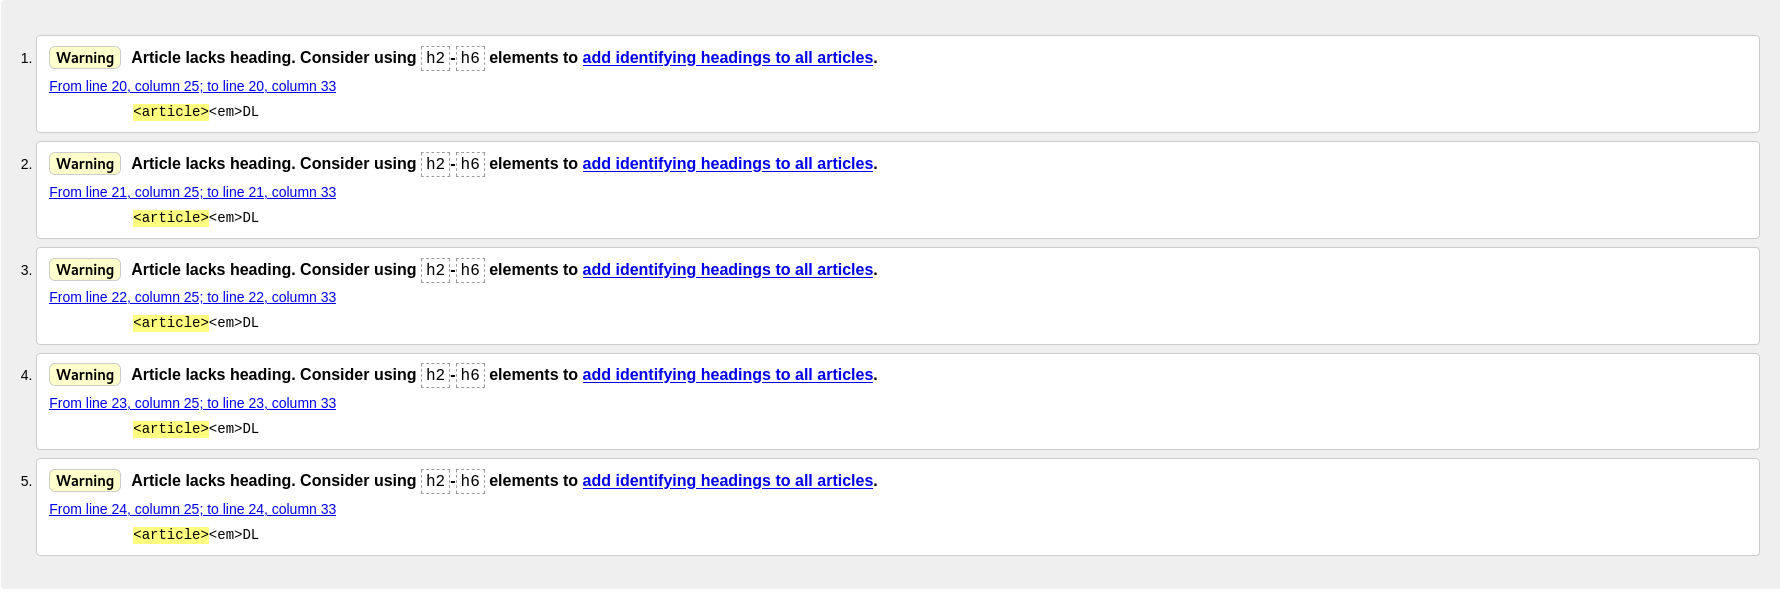 1. Warning Article lacks heading. Consider using h2-h6 elements to add identifying headings to all articles.
From line 20, column 25; to line 20, column 33
<article><em>DL
2. Warning Article lacks heading. Consider using h2-h6 elements to add identifying headings to all articles.
From line 21, column 25; to line 21, column 33
<article><em>DL
3. Warning Article lacks heading. Consider using h2-h6 elements to add identifying headings to all articles.
From line 22, column 25; to line 22, column 33
<article><em>DL
4. Warning Article lacks heading. Consider using h2-h6 elements to add identifying headings to all articles.
From line 23, column 25; to line 23, column 33
<article><em>DL
5. Warning Article lacks heading. Consider using h2-h6 elements to add identifying headings to all articles.
From line 24, column 25; to line 24, column 33
<article><em>DL